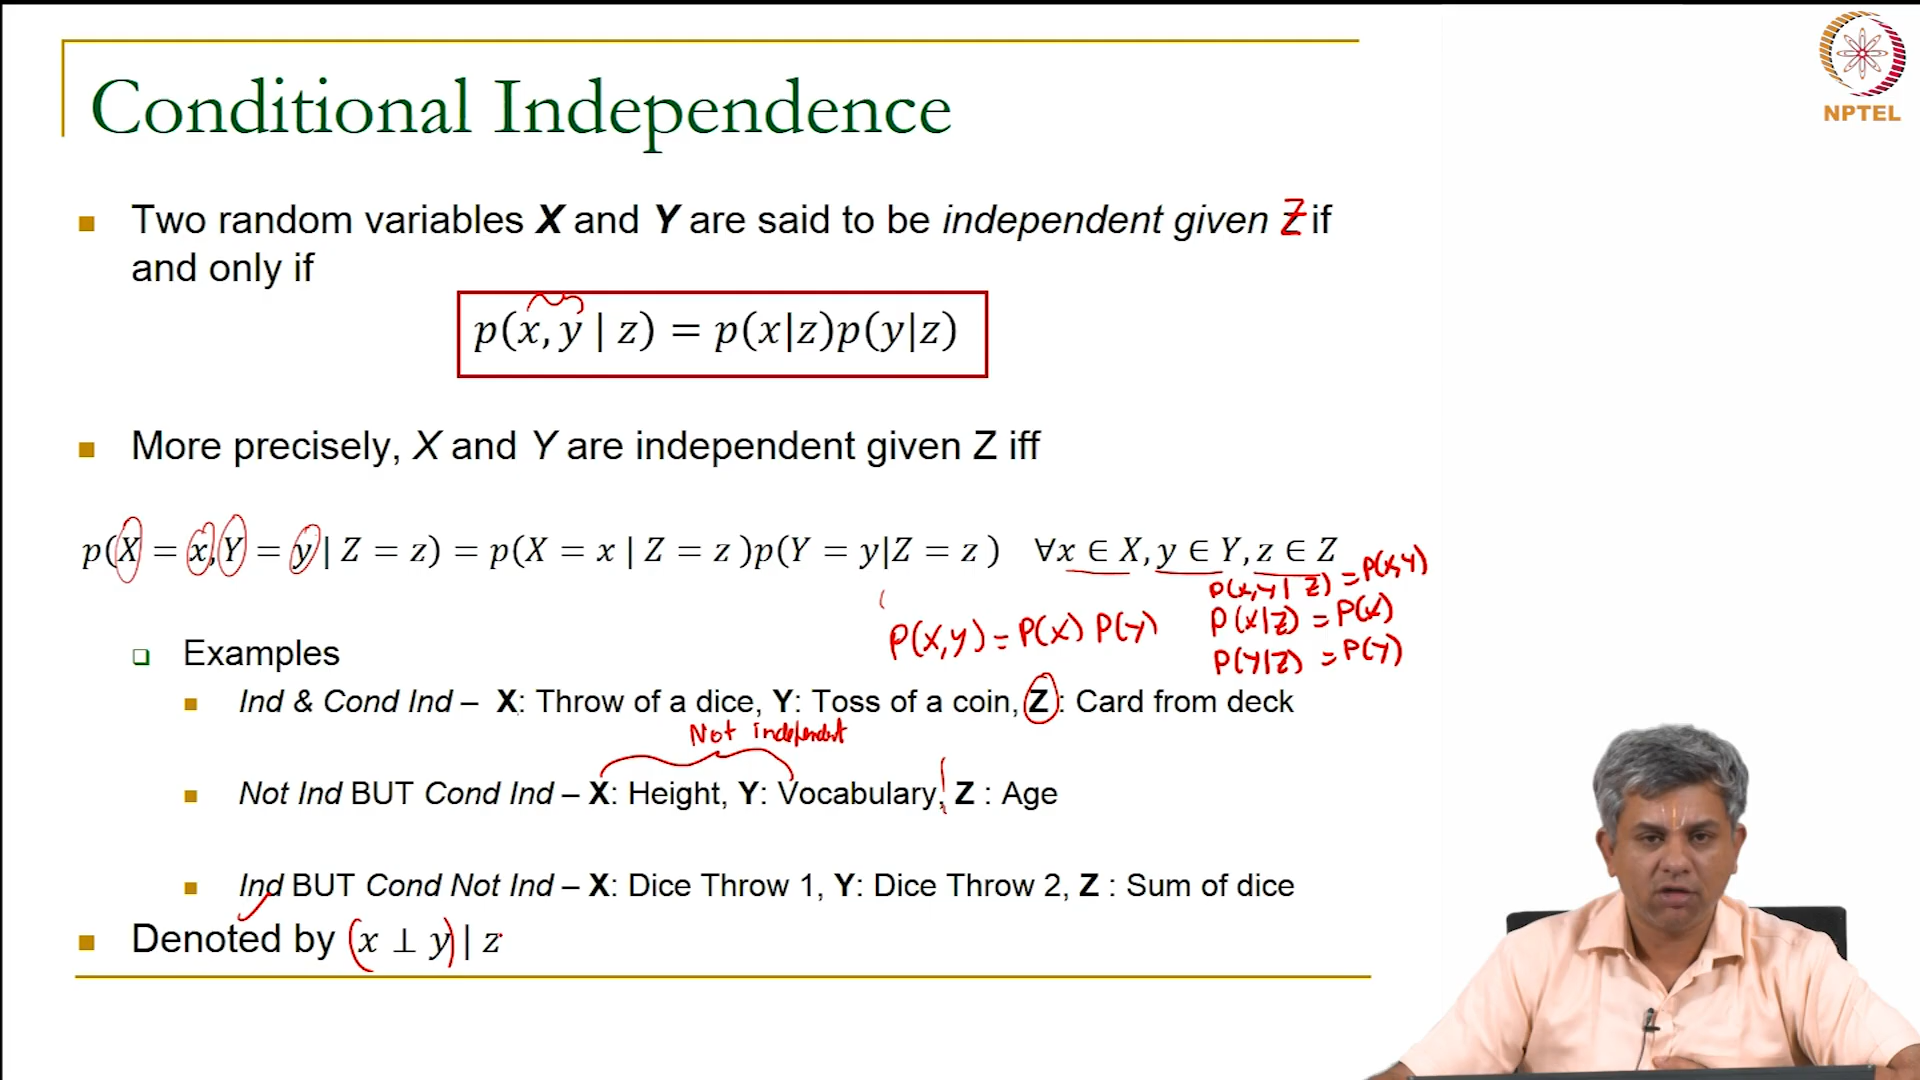 NPTEL
Conditional Independence
Two random variables X and Y are said to be independent given Z if
and only if
p(x, y | z) = p(x|z)p(y|z)
More precisely, X and Y are independent given Z iff
p(X = x, Y = y | Z = z) = p(X = x | Z = z )p(Y = y|Z = z ) ∀x ∈ X, y ∈ Y, z ∈ Z
P(X,Y|Z) = P(X,Y)
P(X|Z) = P(X)
P(X,Y) = P(X) P(Y)
P(Y|Z) = P(Y)
Examples
Ind & Cond Ind – X: Throw of a dice, Y: Toss of a coin, Z : Card from deck
Not independent
Not Ind BUT Cond Ind – X: Height, Y: Vocabulary, Z : Age
Ind BUT Cond Not Ind – X: Dice Throw 1, Y: Dice Throw 2, Z : Sum of dice
Denoted by (x ⊥ y) | z